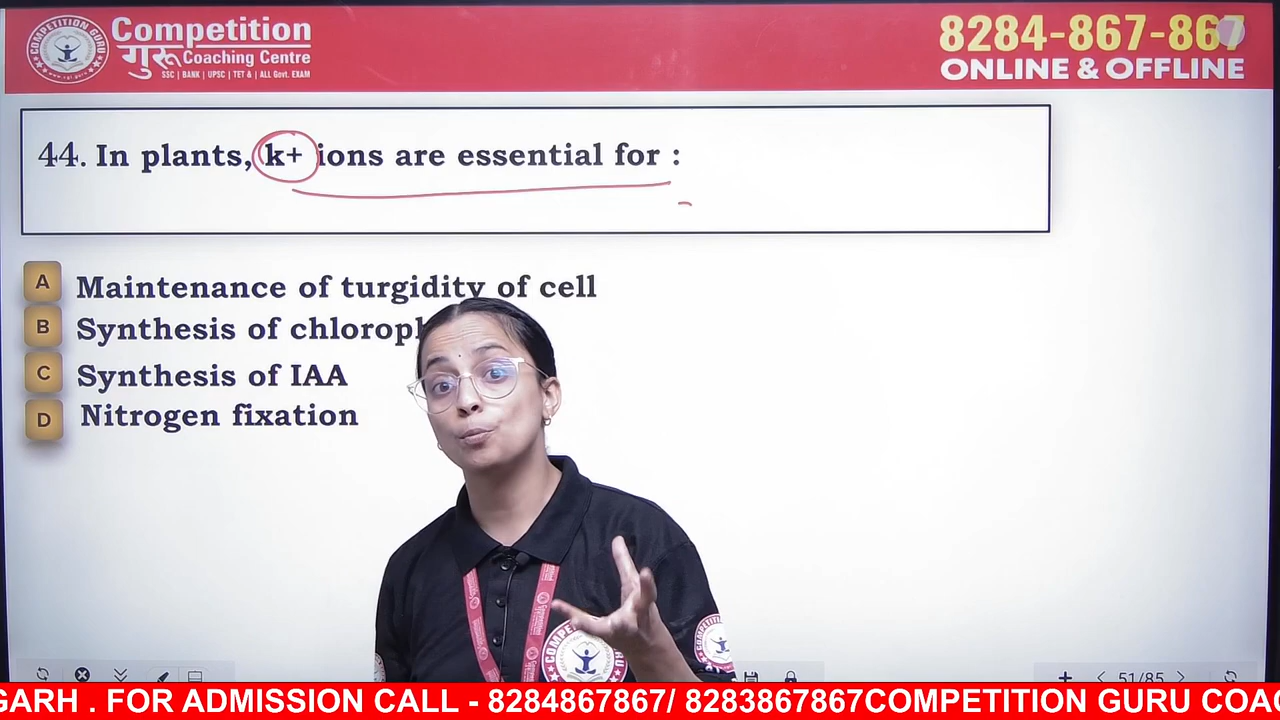 Competition
गुरू Coaching Centre
SSC | BANK | UPSC | TET & | ALL Govt. EXAM
COMPETITION GURU
8284-867-867
ONLINE & OFFLINE
44. In plants, k+ ions are essential for :
A Maintenance of turgidity of cell
B Synthesis of
C Synthesis of IAA
D Nitrogen fixation
51/85
GARH . FOR ADMISSION CALL - 8284867867/ 8283867867COMPETITION GURU COAC